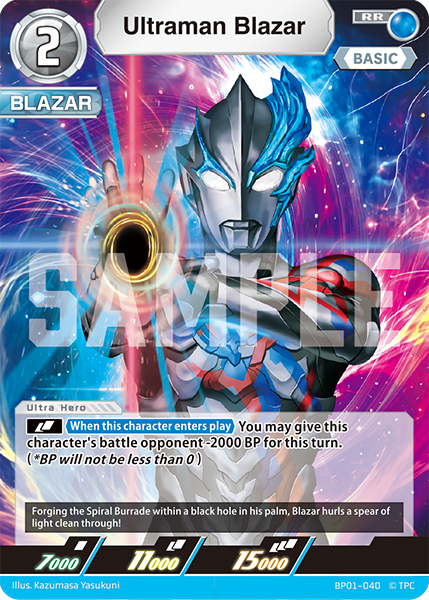 2
Ultraman Blazar
RR
BASIC
BLAZAR
SAMPLE
Ultra Hero
When this character enters play You may give this
character's battle opponent -2000 BP for this turn.
(*BP will not be less than 0)
Forging the Spiral Burrade within a black hole in his palm, Blazar hurls a spear of
light clean through!
7000 11000 15000
Illus. Kazumasa Yasukuni BP01-040 © TPC